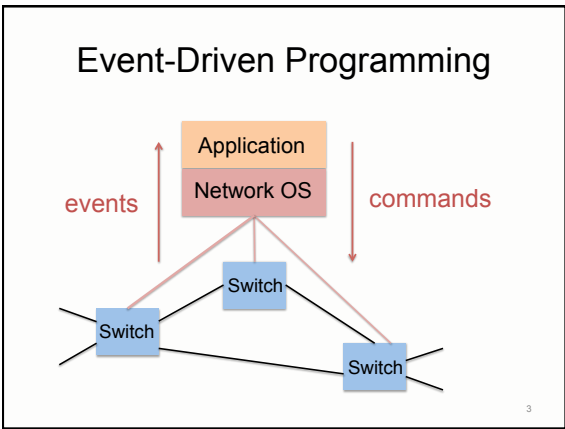 Event-Driven Programming
Application
Network OS
events
commands
Switch
Switch
Switch
3